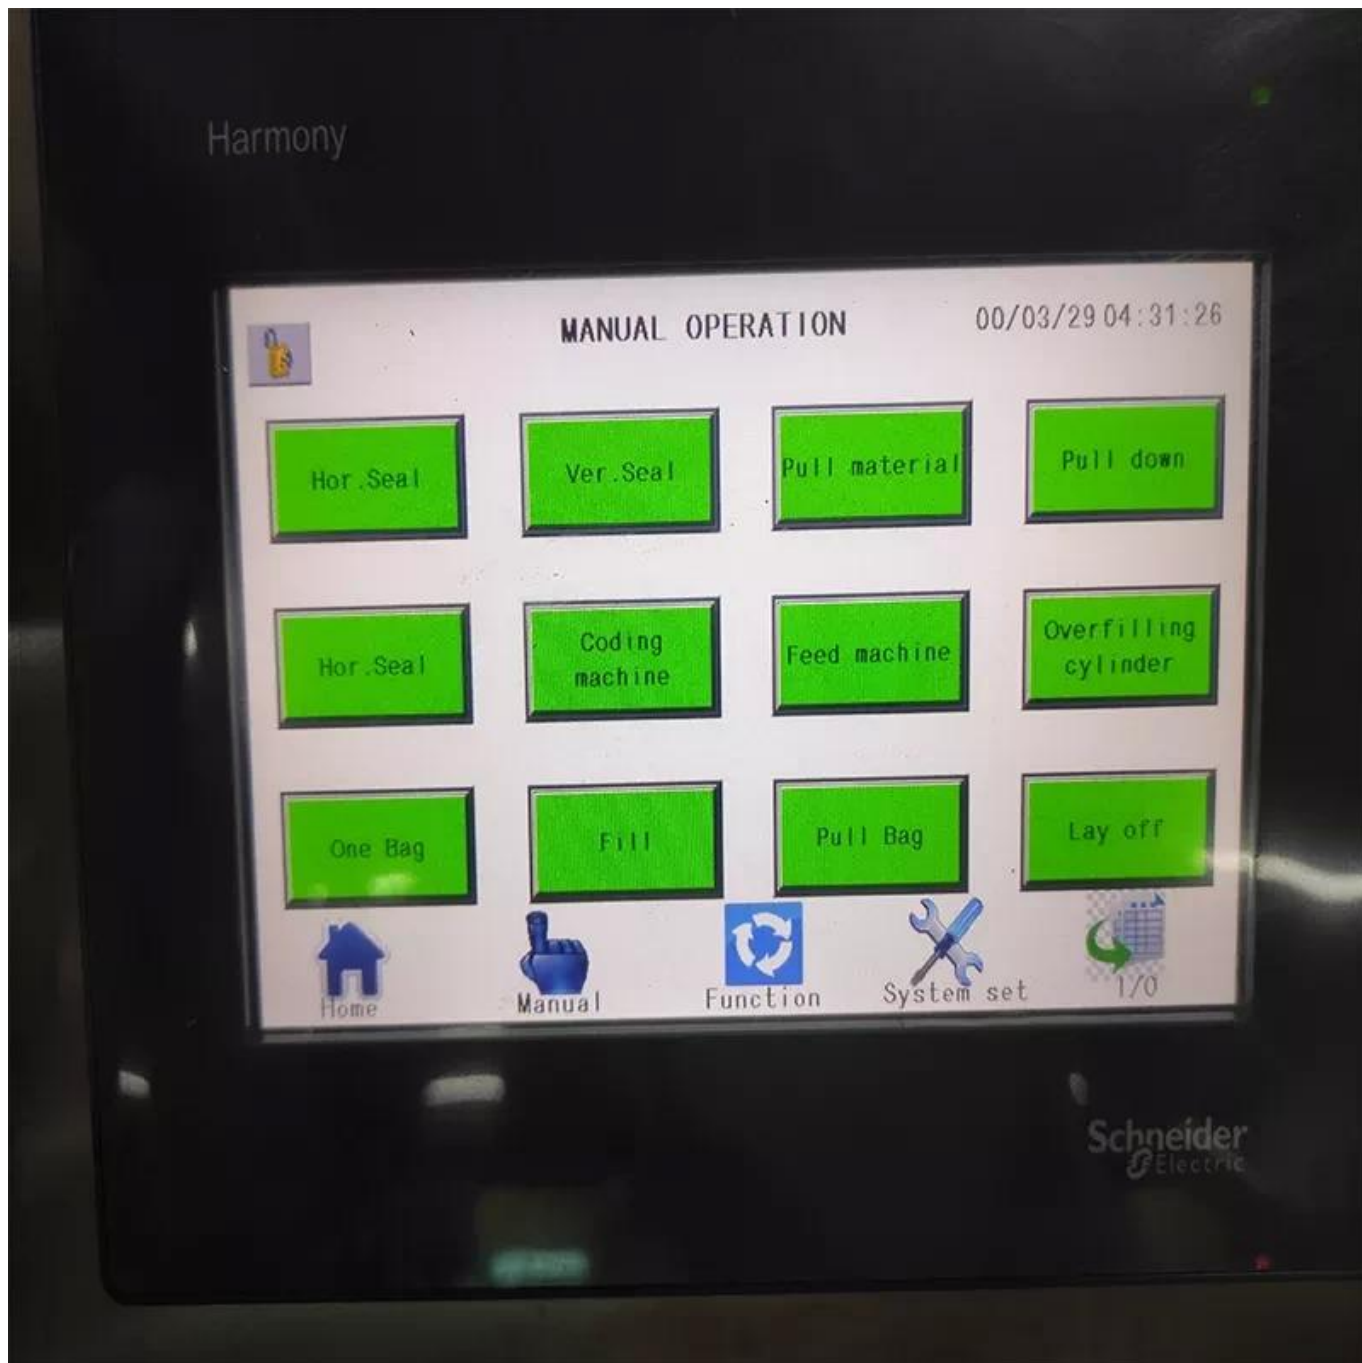 Harmony
MANUAL OPERATION
00/03/29 04:31:26
Hor.Seal
Ver.Seal
Pull material
Pull down
Hor.Seal
Coding
machine
Feed machine
Overfilling
cylinder
One Bag
Fill
Pull Bag
Lay off
Home
Manual
Function
System set
I/O
Schneider
Electric